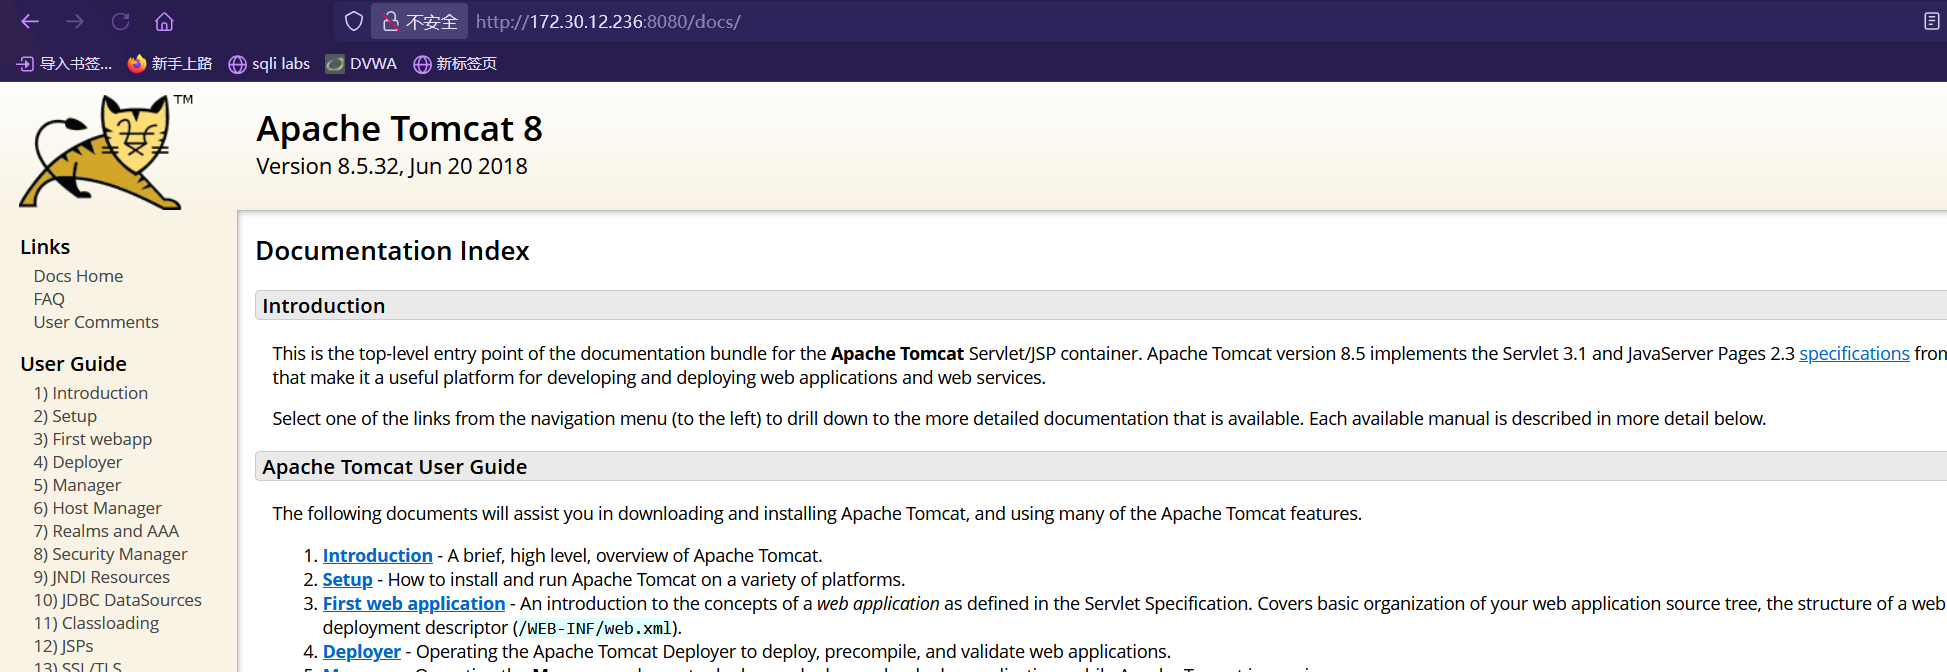 不安全 http://172.30.12.236:8080/docs/
导入书签... 新手上路 sqli labs DVWA 新标签页
TM
Apache Tomcat 8
Version 8.5.32, Jun 20 2018
Links
Docs Home
FAQ
User Comments
User Guide
1) Introduction
2) Setup
3) First webapp
4) Deployer
5) Manager
6) Host Manager
7) Realms and AAA
8) Security Manager
9) JNDI Resources
10) JDBC DataSources
11) Classloading
12) JSPs
13) SSL/TLS
Documentation Index
Introduction
This is the top-level entry point of the documentation bundle for the Apache Tomcat Servlet/JSP container. Apache Tomcat version 8.5 implements the Servlet 3.1 and JavaServer Pages 2.3 specifications from
that make it a useful platform for developing and deploying web applications and web services.
Select one of the links from the navigation menu (to the left) to drill down to the more detailed documentation that is available. Each available manual is described in more detail below.
Apache Tomcat User Guide
The following documents will assist you in downloading and installing Apache Tomcat, and using many of the Apache Tomcat features.
1. Introduction - A brief, high level, overview of Apache Tomcat.
2. Setup - How to install and run Apache Tomcat on a variety of platforms.
3. First web application - An introduction to the concepts of a web application as defined in the Servlet Specification. Covers basic organization of your web application source tree, the structure of a web
deployment descriptor (/WEB-INF/web.xml).
4. Deployer - Operating the Apache Tomcat Deployer to deploy, precompile, and validate web applications.